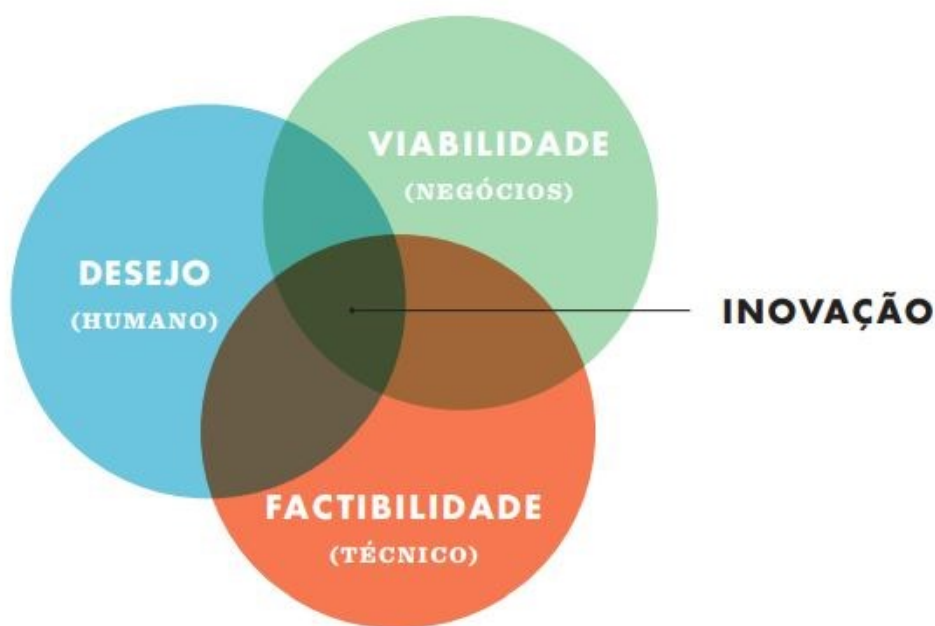 VIABILIDADE
(NEGÓCIOS)
DESEJO
(HUMANO)
INOVAÇÃO
FACTIBILIDADE
(TÉCNICO)